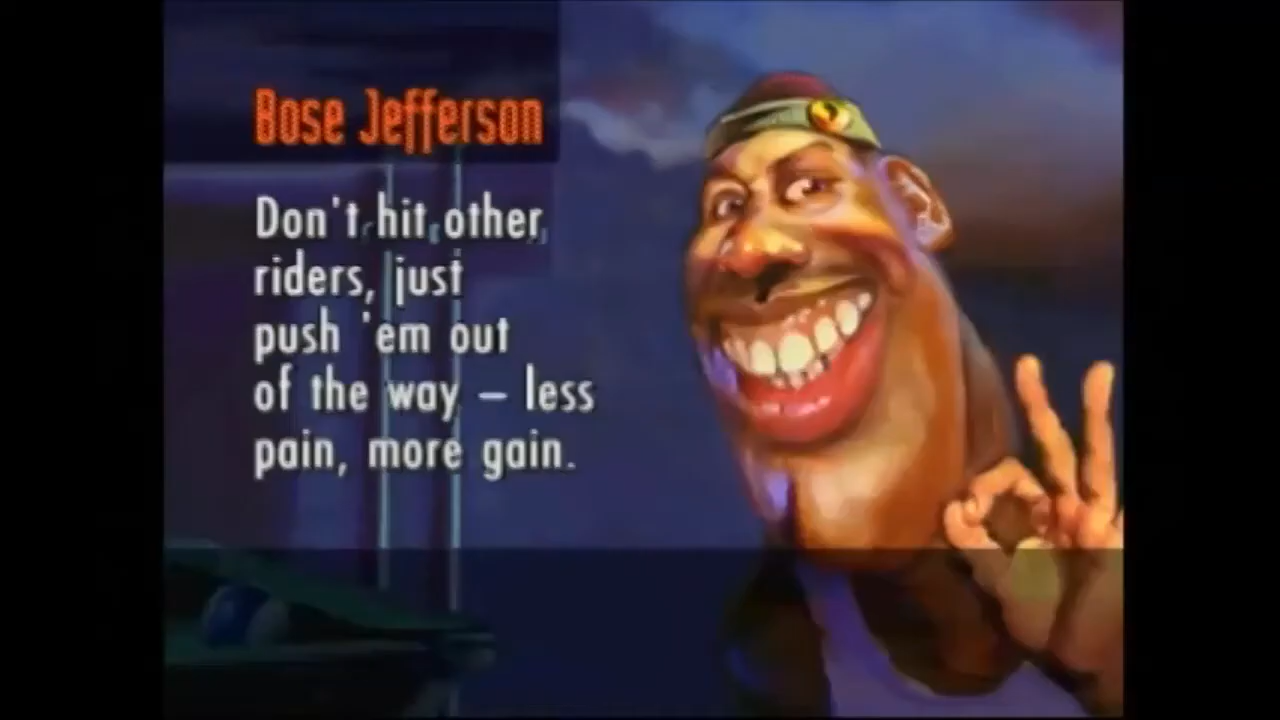 Bose Jefferson
Don't hit other
riders, just
push 'em out
of the way – less
pain, more gain.